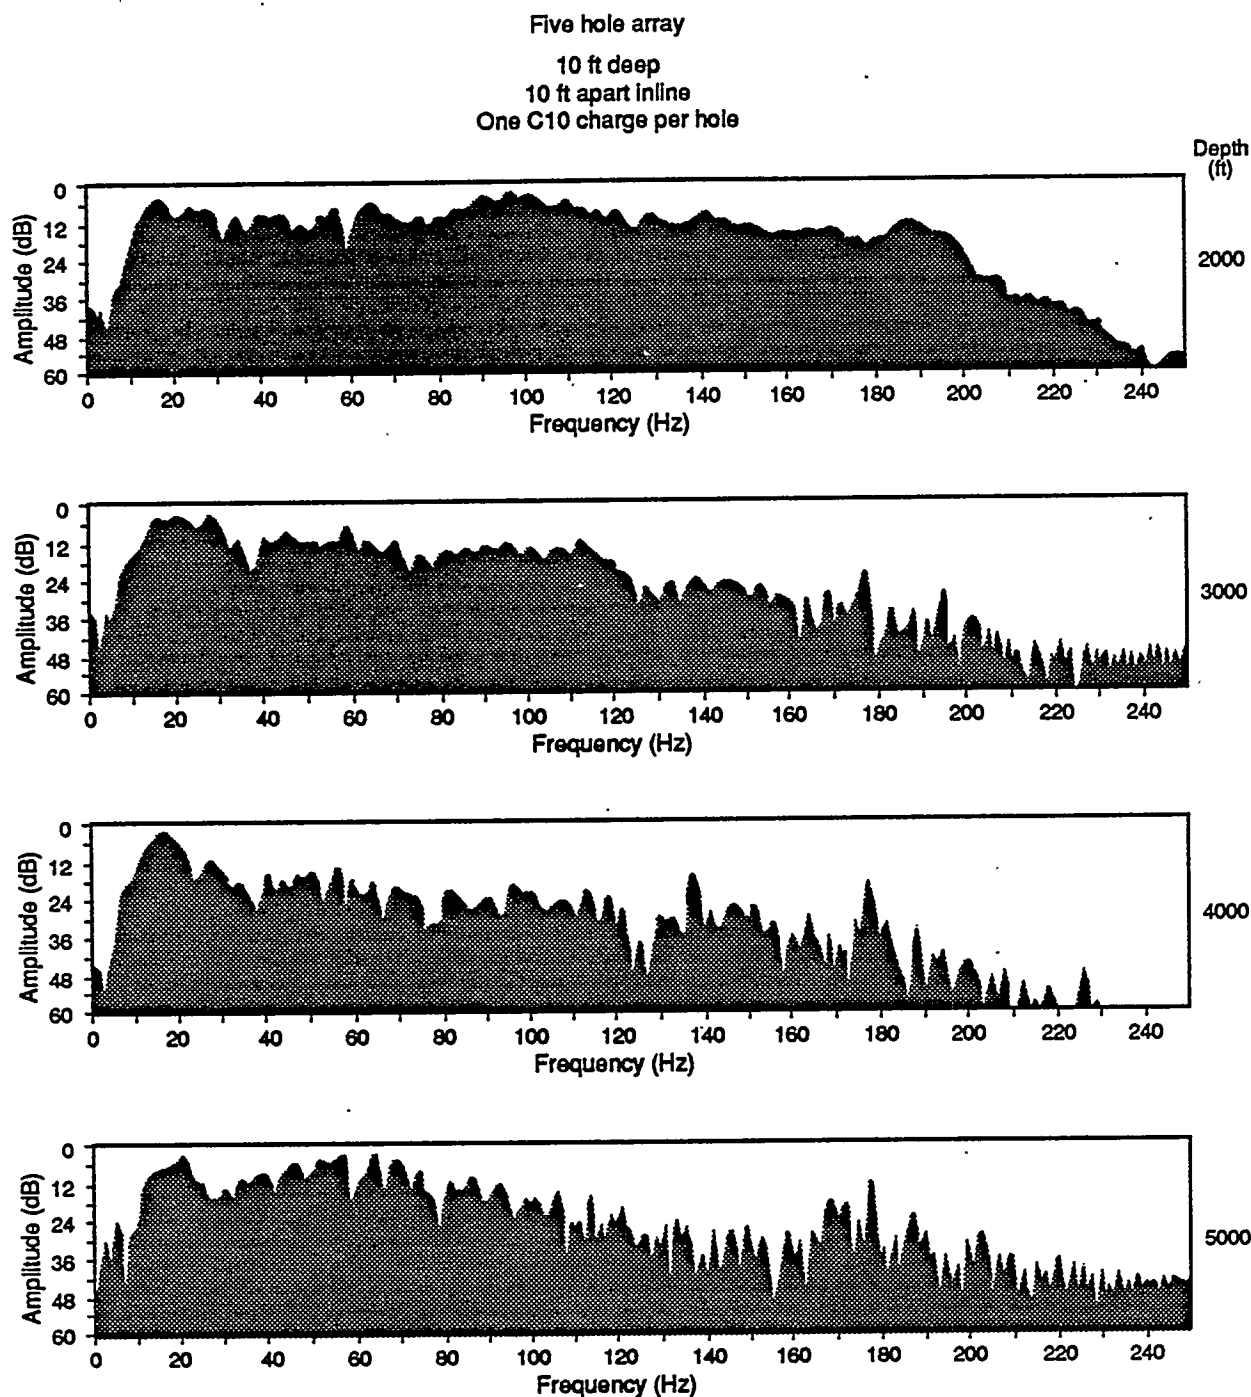 Five hole array
10 ft deep
10 ft apart inline
One C10 charge per hole
Depth
(ft)
Amplitude (dB)
0
12
24
36
48
60
0 20 40 60 80 100 120 140 160 180 200 220 240
Frequency (Hz)
2000
Amplitude (dB)
0
12
24
36
48
60
0 20 40 60 80 100 120 140 160 180 200 220 240
Frequency (Hz)
3000
Amplitude (dB)
0
12
24
36
48
60
0 20 40 60 80 100 120 140 160 180 200 220 240
Frequency (Hz)
4000
Amplitude (dB)
0
12
24
36
48
60
0 20 40 60 80 100 120 140 160 180 200 220 240
Frequency (Hz)
5000